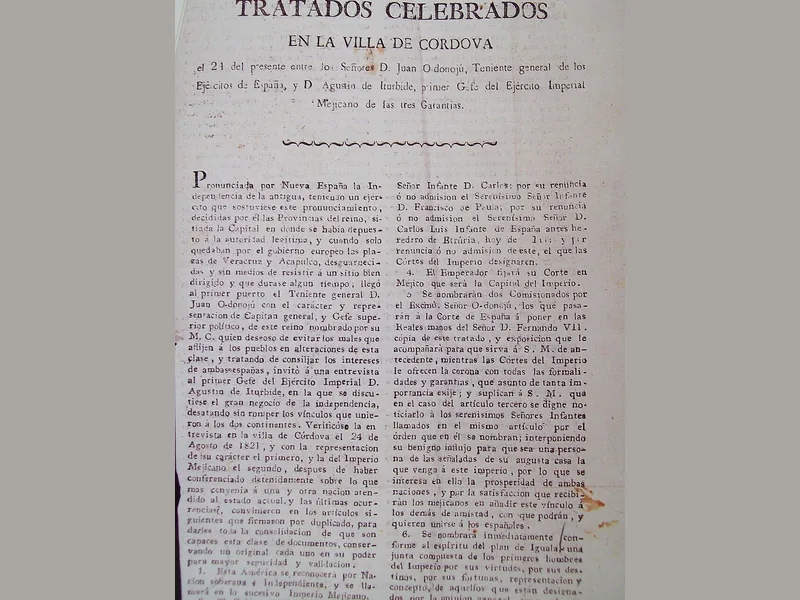 TRATADOS CELEBRADOS
EN LA VILLA DE CORDOVA
el 24 del presente entre los Señores D. Juan O-donojú, Teniente general de los
Ejércitos de España, y D Agustin de Iturbide, primer Gefe del Ejército Imperial
Mejicano de las tres Garantias.
Pronunciada por Nueva España la In-
dependencia de la antigua, teniendo un ejér-
cito que sostuviese este pronunciamiento,
decididas por él las Provincias del reino, si-
tiada la Capital en donde se habia depues-
to á la autoridad legítima, y cuando solo
quedaban por el gobierno europeo las pla-
zas de Veracruz y Acapulco, desguarneci-
das y sin medios de resistir á un sitio bien
dirigido y que durase algun tiempo, llegó
al primer puerto el Teniente general D.
Juan O-donojú con el carácter y repre-
sentacion de Capitan general, y Gefe supe-
rior político, de este reino nombrado por su
M. C. quien deseoso de evitar los males que
aflijen á los pueblos en alteraciones de esta
clase, y tratando de consiljar los intereses
de ambas españas, invitó á una entrevista
al primer Gefe del Ejército Imperial D.
Agustin de Iturbide, en la que se discu-
tiese el gran negocio de la independencia,
desatando sin romper los vínculos que unie-
ron á los dos continentes. Verificóse la en
trevista en la villa de Córdova el 24 de
Agosto de 1821, y con la representacion
de su carácter el primero, y la del Imperio
Mejicano el segundo, despues de haber
conferenciado detenidamente sobre lo que
mas convenia á una y otra nacion aten-
dido al estado actual y las últimas ocur-
rencias, convinieron en los artículos si-
guientes que firmaron por duplicado, para
darles toda la consolidacion de que son
capaces esta clase de documentos, conser-
vando un original cada uno en su poder
para mayor seguridad y validacion.
1. Esta América se reconocera por Na-
cion soberana é Independiente, y se lla-
mará en lo sucesivo Imperio Mejicano.
Señor Infante D. Carlos; por su renuncia
ó no admision el Serenísimo Señor Infante
D. Francisco de Paula; por su renuncia
ó no admision el Serenísimo Señor D.
Carlos Luis Infante de España antes he-
redero de Etrúria, hoy de y por
renuncia ó no admision de este, el que las
Córtes del Imperio designaren.
4. El Emperador fijará su Corte en
Méjico que será la Capital del Imperio.
5 Se nombrarán dos Comisionados por
el Excmô. Señor O-donojú, los que pasa-
rán á la Corte de España á poner en las
Reales manos del Señor D. Fernando VII.
cópia de este tratado, y exposicion que le
acompañará para que sirva á S. M. de an-
tecedente, mientras las Córtes del Imperio
le ofrecen la corona con todas las formali-
dades y garantías, que asunto de tanta im-
portancia exije; y suplican á S. M. que
en el caso del artículo tercero se digne no-
ticiarlo á los serenísimos Señores Infantes
llamados en el mismo artículo por el
órden que en él se nombran; interponiendo
su benigno influjo para que sea una perso-
na de las señaladas de su augusta casa la
que venga á este imperio, por lo que se
interesa en ello la prosperidad de ambas
naciones, y por la satisfaccion que recibi-
rán los mejicanos en añadir este vínculo á
los demás de amistad, con que podrán, y
quieren unirse á los españoles.
6. Se nombrará inmediatamente con-
forme al espíritu del plan de Iguala, una
junta compuesta de los primeros hombres
del Imperio por sus virtudes, por sus des-
tinos, por sus fortunas, representacion y
concepto, de aquellos que están designa-
dos por la opinion general